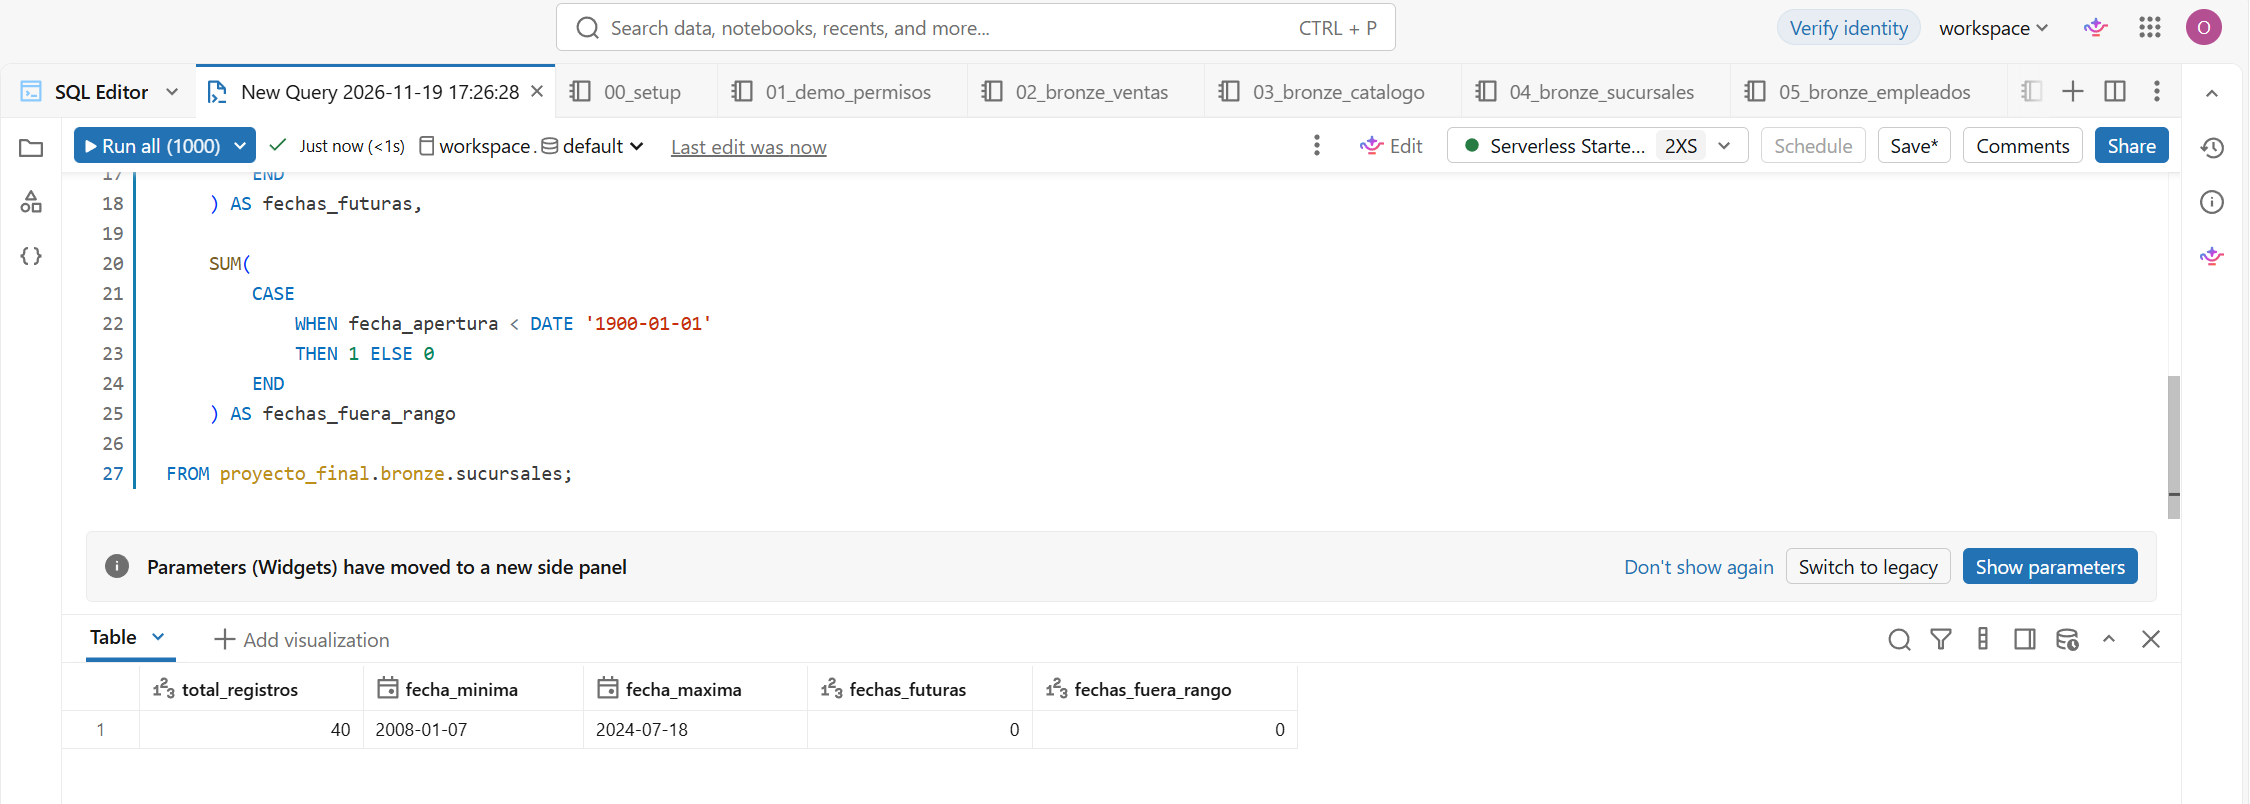 Search data, notebooks, recents, and more... CTRL + P Verify identity workspace O
SQL Editor New Query 2026-11-19 17:26:28 00_setup 01_demo_permisos 02_bronze_ventas 03_bronze_catalogo 04_bronze_sucursales 05_bronze_empleados
Run all (1000) Just now (<1s) workspace. default Last edit was now Edit Serverless Starte... 2XS Schedule Save* Comments Share
17 END
18 ) AS fechas_futuras,
19
20 SUM(
21 CASE
22 WHEN fecha_apertura < DATE '1900-01-01'
23 THEN 1 ELSE 0
24 END
25 ) AS fechas_fuera_rango
26
27 FROM proyecto_final.bronze.sucursales;
Parameters (Widgets) have moved to a new side panel Don't show again Switch to legacy Show parameters
Table Add visualization
total_registros fecha_minima fecha_maxima fechas_futuras fechas_fuera_rango
1 40 2008-01-07 2024-07-18 0 0